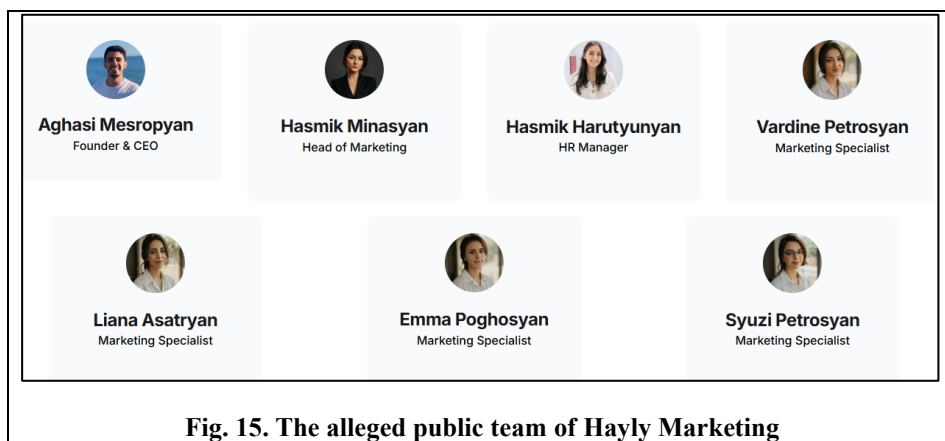 Aghasi Mesropyan
Founder & CEO
Hasmik Minasyan
Head of Marketing
Hasmik Harutyunyan
HR Manager
Vardine Petrosyan
Marketing Specialist
Liana Asatryan
Marketing Specialist
Emma Poghosyan
Marketing Specialist
Syuzi Petrosyan
Marketing Specialist
Fig. 15. The alleged public team of Hayly Marketing